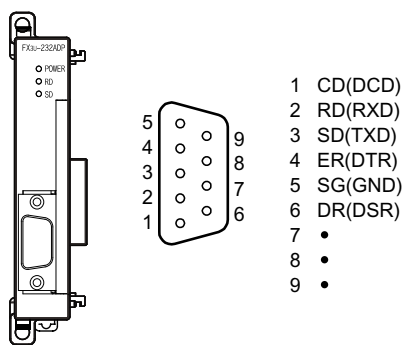 FX3U-232ADP
POWER
RD
SD
5
4
3
2
1
9
8
7
6
1 CD(DCD)
2 RD(RXD)
3 SD(TXD)
4 ER(DTR)
5 SG(GND)
6 DR(DSR)
7 •
8 •
9 •